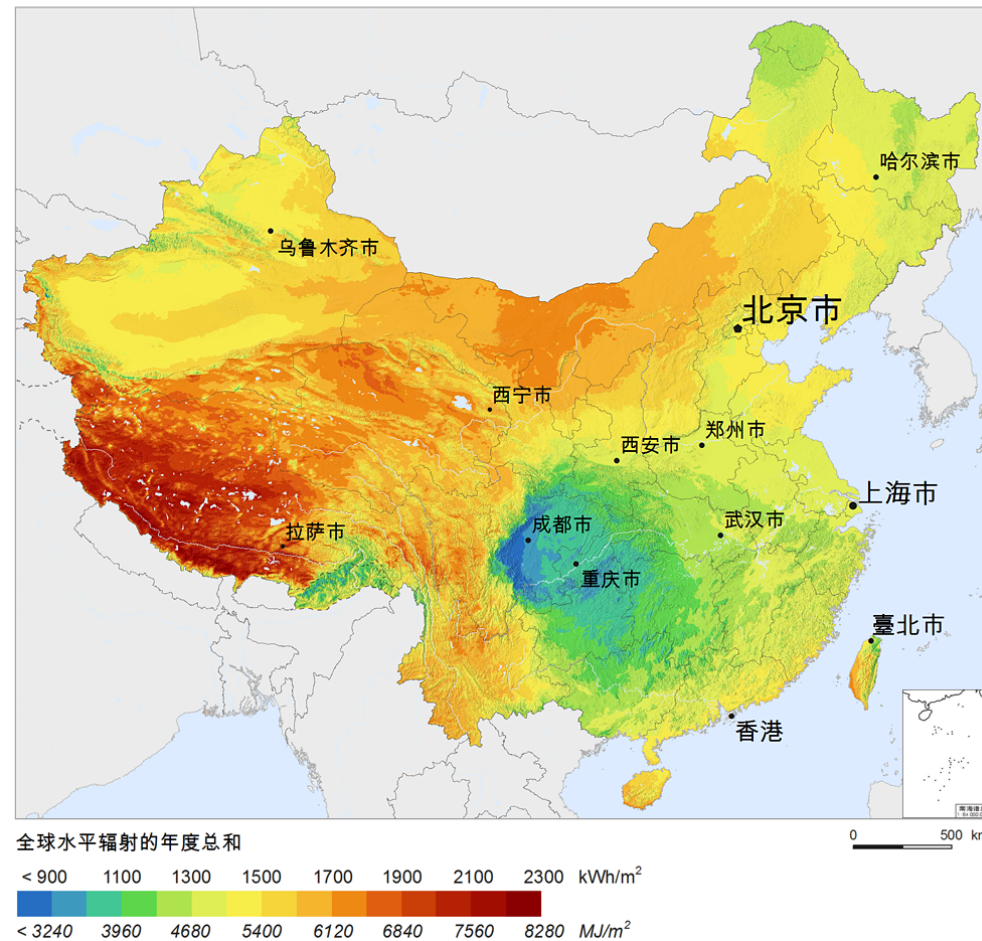 哈尔滨市
乌鲁木齐市
北京市
西宁市
郑州市
西安市
上海市
成都市
武汉市
拉萨市
重庆市
臺北市
香港
全球水平辐射的年度总和
0 500
< 900 1100 1300 1500 1700 1900 2100 2300 kWh/m²
< 3240 3960 4680 5400 6120 6840 7560 8280 MJ/m²